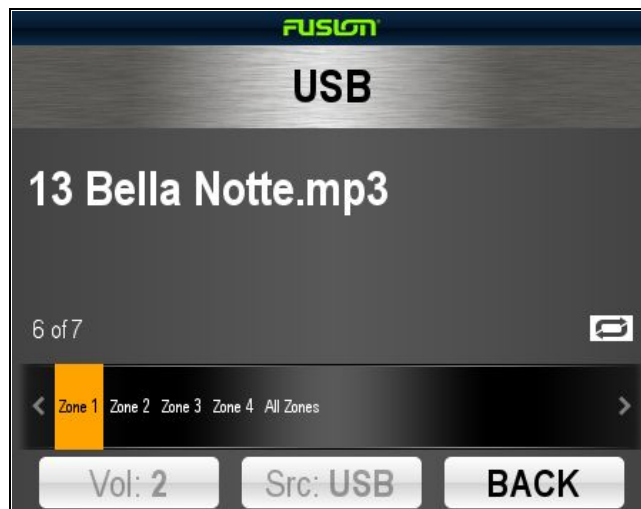 FUSION
USB
13 Bella Notte.mp3
6 of 7
Zone 1 Zone 2 Zone 3 Zone 4 All Zones
Vol: 2 Src: USB BACK